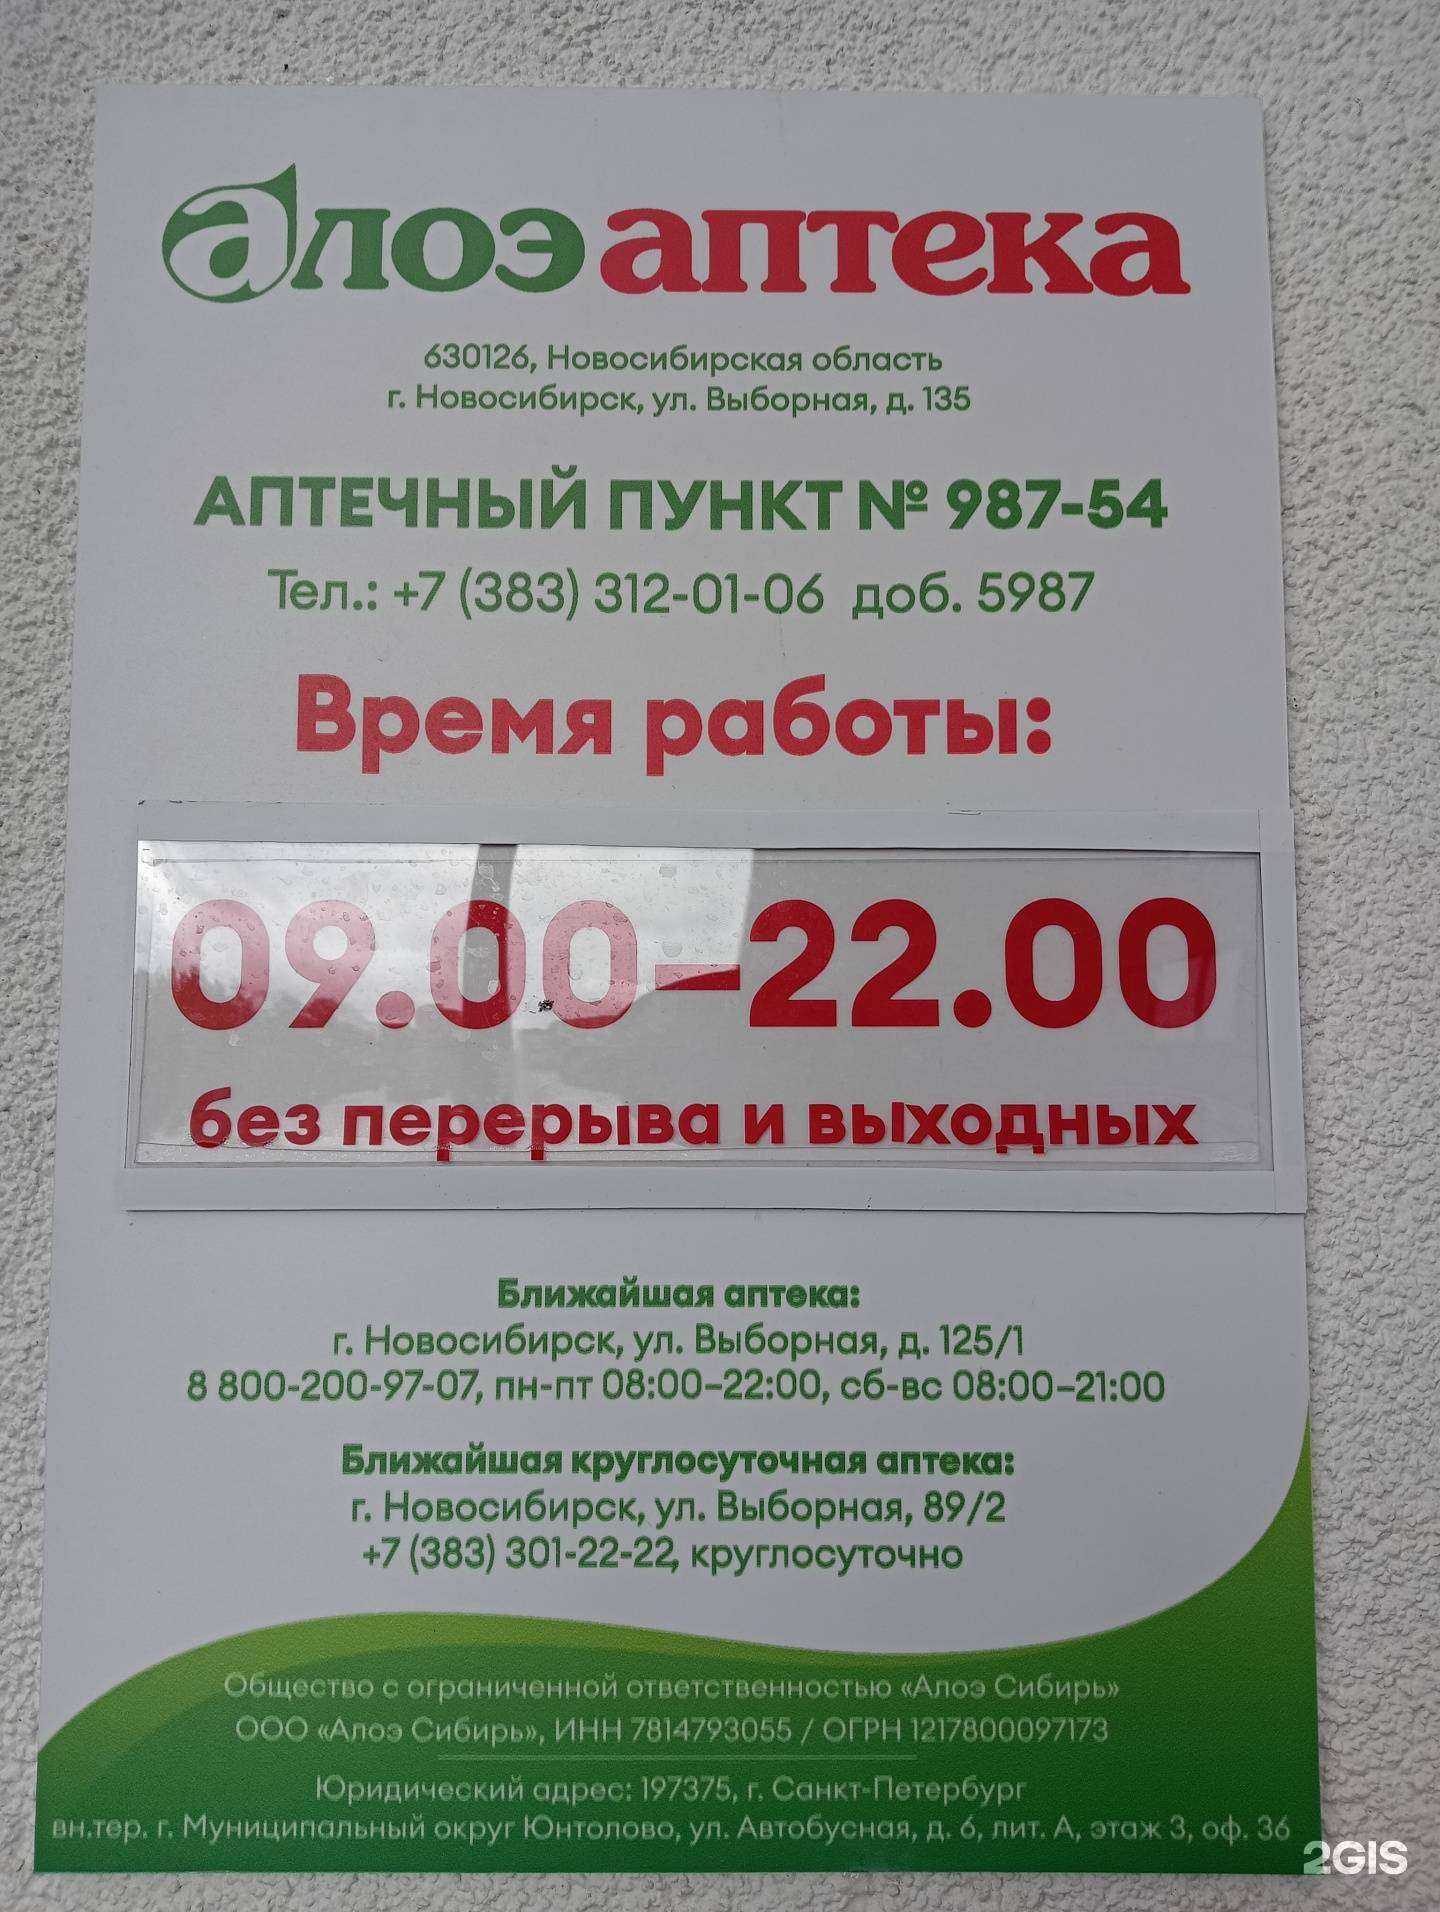 Алоэ аптека
630126, Новосибирская область
г. Новосибирск, ул. Выборная, д. 135
АПТЕЧНЫЙ ПУНКТ № 987-54
Тел.: +7 (383) 312-01-06 доб. 5987
Время работы:
09.00–22.00
без перерыва и выходных
Ближайшая аптека:
г. Новосибирск, ул. Выборная, д. 125/1
8 800-200-97-07, пн-пт 08:00–22:00, сб-вс 08:00–21:00
Ближайшая круглосуточная аптека:
г. Новосибирск, ул. Выборная, 89/2
+7 (383) 301-22-22, круглосуточно
Общество с ограниченной ответственностью «Алоэ Сибирь»
ООО «Алоэ Сибирь», ИНН 7814793055 / ОГРН 1217800097173
Юридический адрес: 197375, г. Санкт-Петербург
вн.тер. г. Муниципальный округ Юнтолово, ул. Автобусная, д. 6, лит. А, этаж 3, оф. 36
2GIS